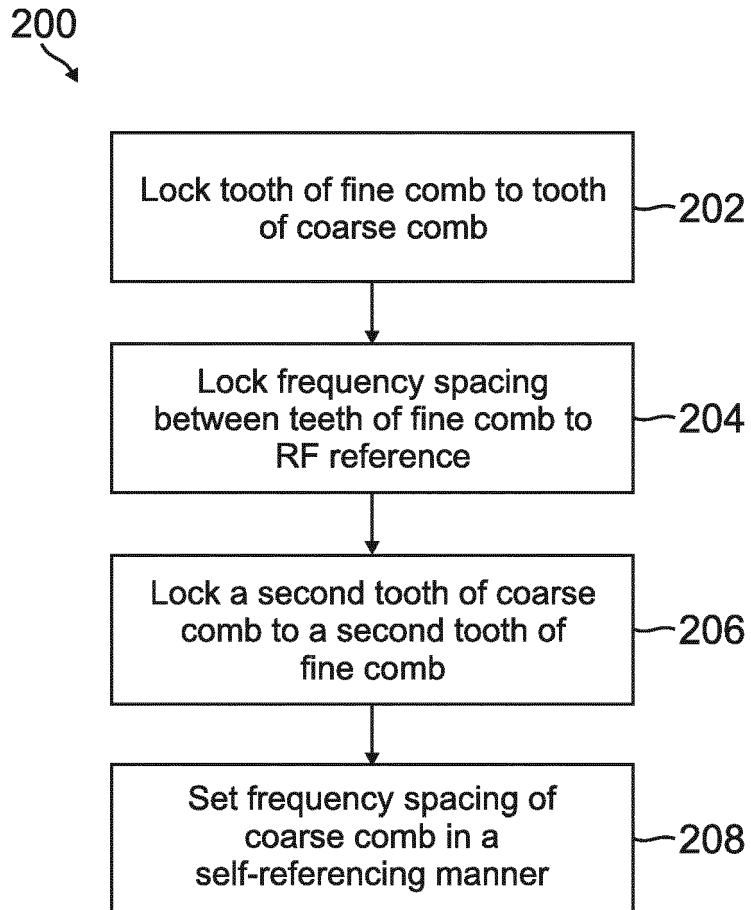 200
Lock tooth of fine comb to tooth
of coarse comb
202
Lock frequency spacing
between teeth of fine comb to
RF reference
204
Lock a second tooth of coarse
comb to a second tooth of
fine comb
206
Set frequency spacing of
coarse comb in a
self-referencing manner
208